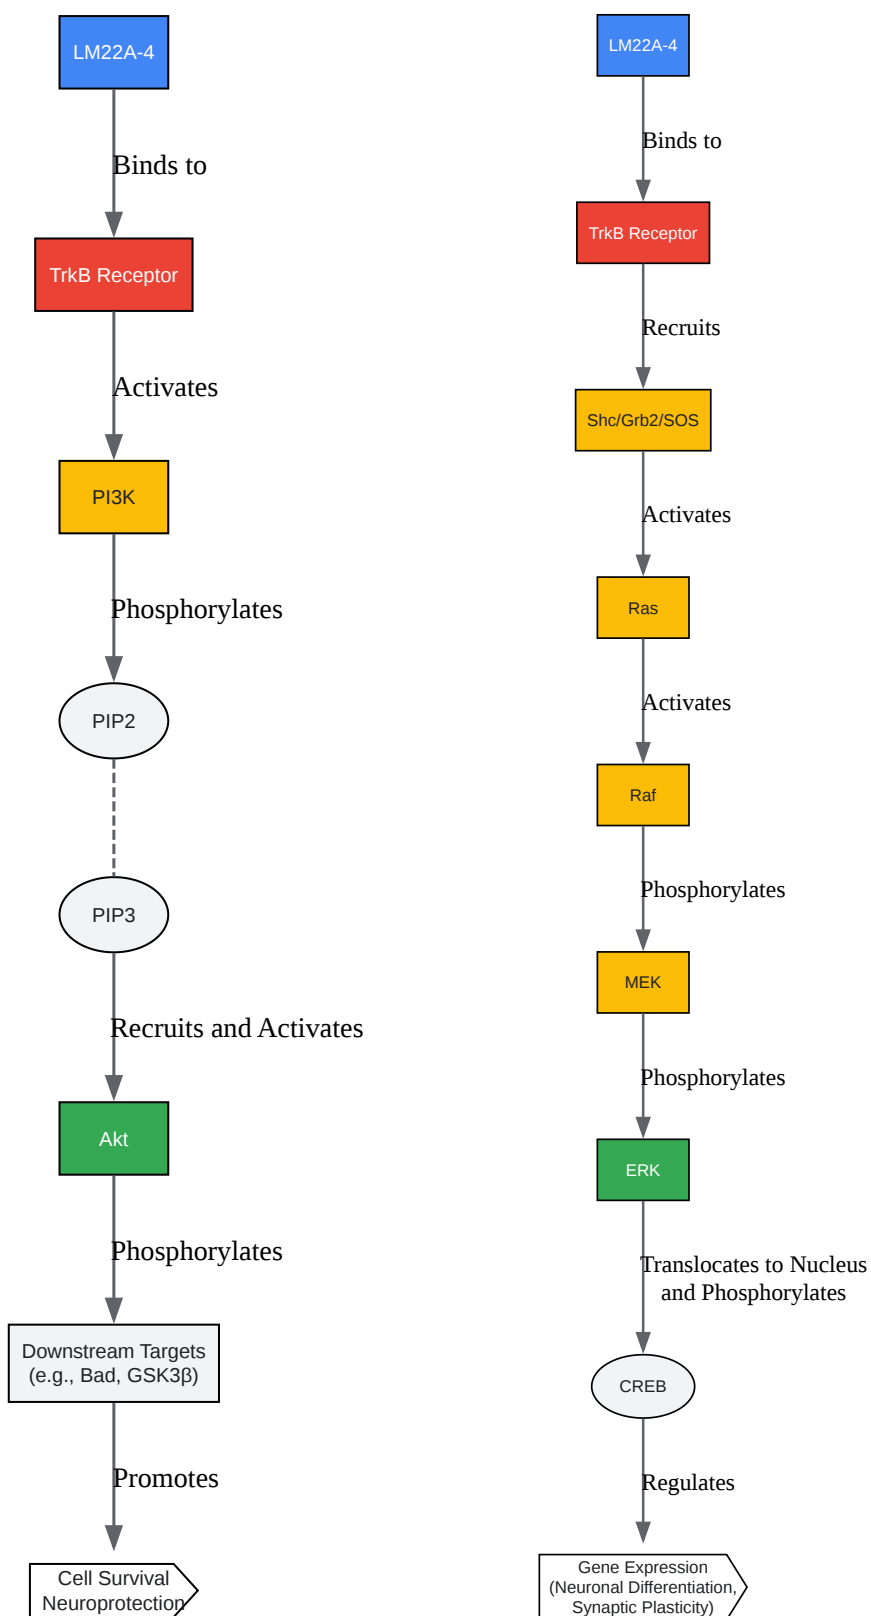 LM22A-4
Binds to
TrkB Receptor
Activates
PI3K
Phosphorylates
PIP2
PIP3
Recruits and Activates
Akt
Phosphorylates
Downstream Targets
(e.g., Bad, GSK3β)
Promotes
Cell Survival
Neuroprotection
LM22A-4
Binds to
TrkB Receptor
Recruits
Shc/Grb2/SOS
Activates
Ras
Activates
Raf
Phosphorylates
MEK
Phosphorylates
ERK
Translocates to Nucleus
and Phosphorylates
CREB
Regulates
Gene Expression
(Neuronal Differentiation,
Synaptic Plasticity)